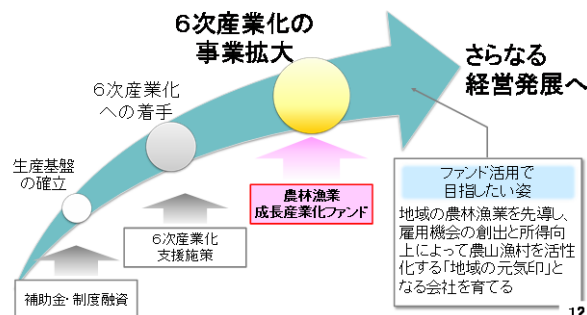 6次産業化の
事業拡大
さらなる
経営発展へ
6次産業化
への着手
生産基盤
の確立
農林漁業
成長産業化ファンド
6次産業化
支援施策
補助金・制度融資
ファンド活用で
目指したい姿
地域の農林漁業を先導し、
雇用機会の創出と所得向
上によって農山漁村を活性
化する「地域の元気印」と
なる会社を育てる
12